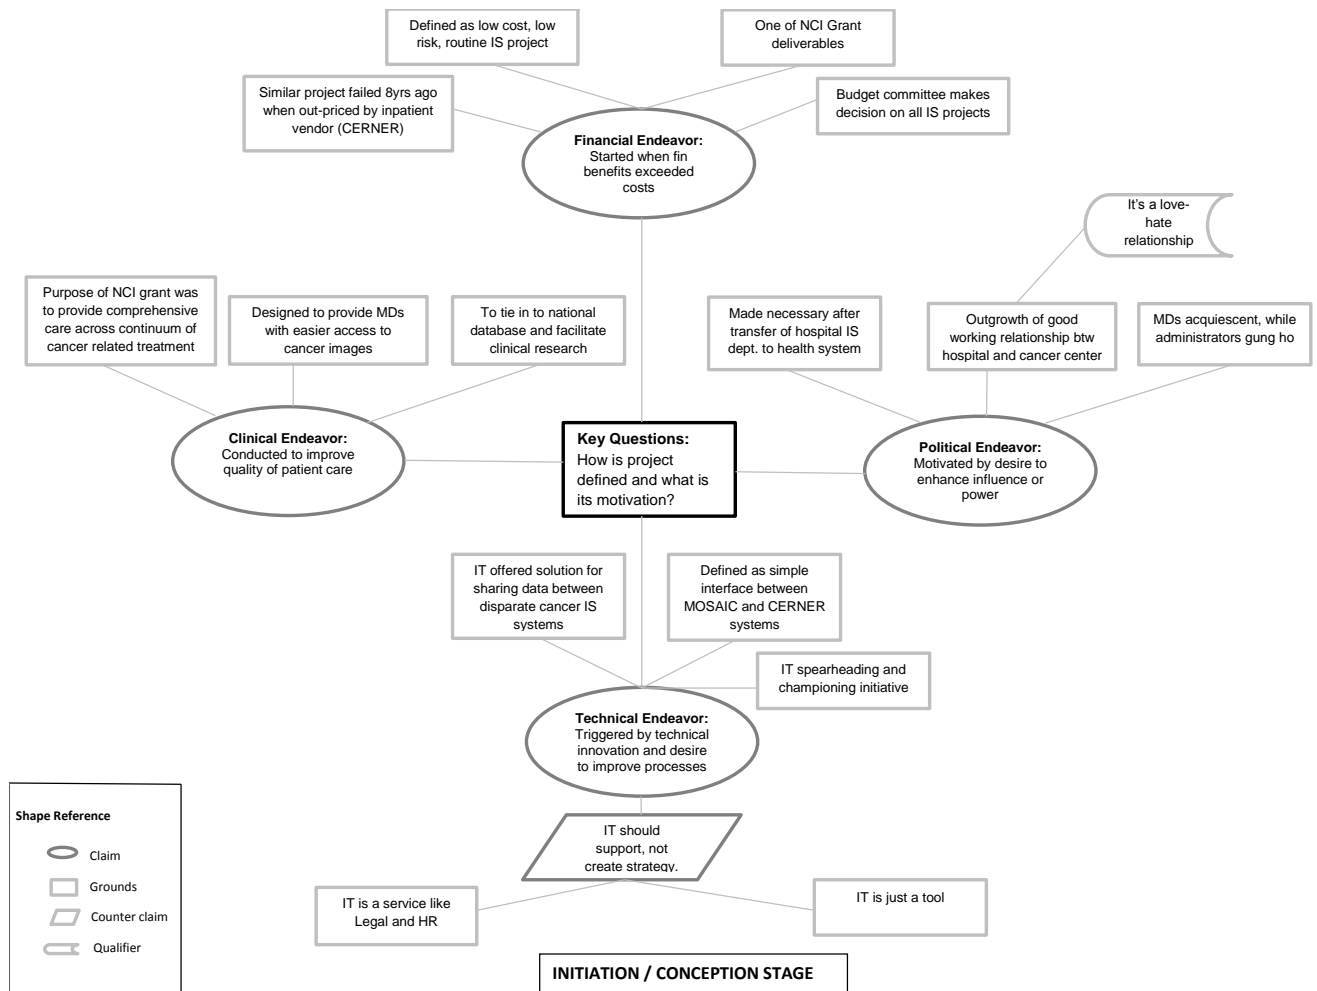 Defined as low cost, low
risk, routine IS project
One of NCI Grant
deliverables
Similar project failed 8yrs ago
when out-priced by inpatient
vendor (CERNER)
Budget committee makes
decision on all IS projects
Financial Endeavor:
Started when fin
benefits exceeded
costs
It's a love-
hate
relationship
Purpose of NCI grant was
to provide comprehensive
care across continuum of
cancer related treatment
Designed to provide MDs
with easier access to
cancer images
To tie in to national
database and facilitate
clinical research
Made necessary after
transfer of hospital IS
dept. to health system
Outgrowth of good
working relationship btw
hospital and cancer center
MDs acquiescent, while
administrators gung ho
Clinical Endeavor:
Conducted to improve
quality of patient care
Key Questions:
How is project
defined and what is
its motivation?
Political Endeavor:
Motivated by desire to
enhance influence or
power
IT offered solution for
sharing data between
disparate cancer IS
systems
Defined as simple
interface between
MOSAIC and CERNER
systems
IT spearheading and
championing initiative
Technical Endeavor:
Triggered by technical
innovation and desire
to improve processes
IT should
support, not
create strategy.
IT is a service like
Legal and HR
IT is just a tool
Shape Reference
Claim
Grounds
Counter claim
Qualifier
INITIATION / CONCEPTION STAGE